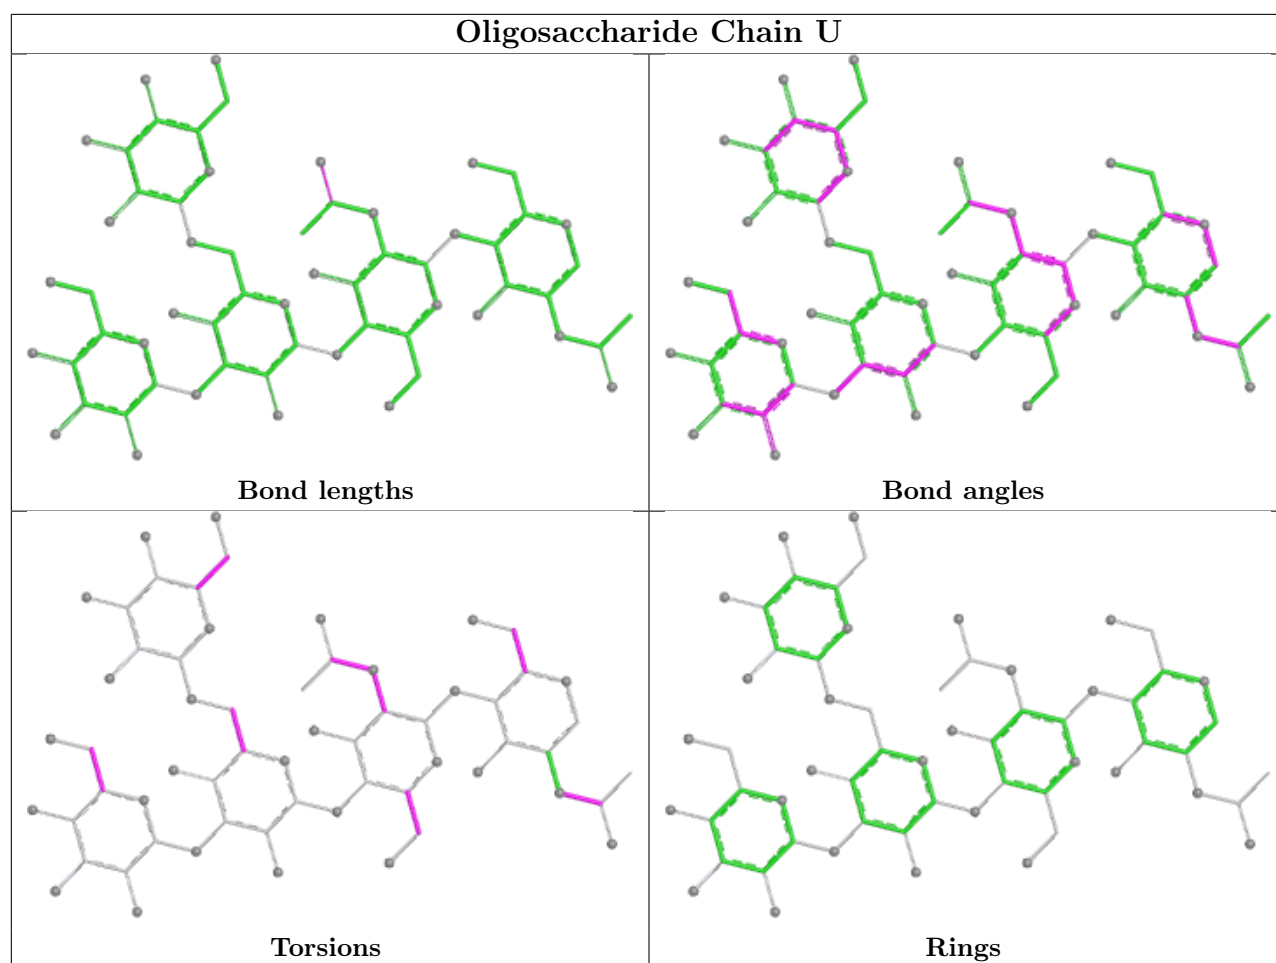 Oligosaccharide Chain U
Bond lengths
Bond angles
Torsions
Rings